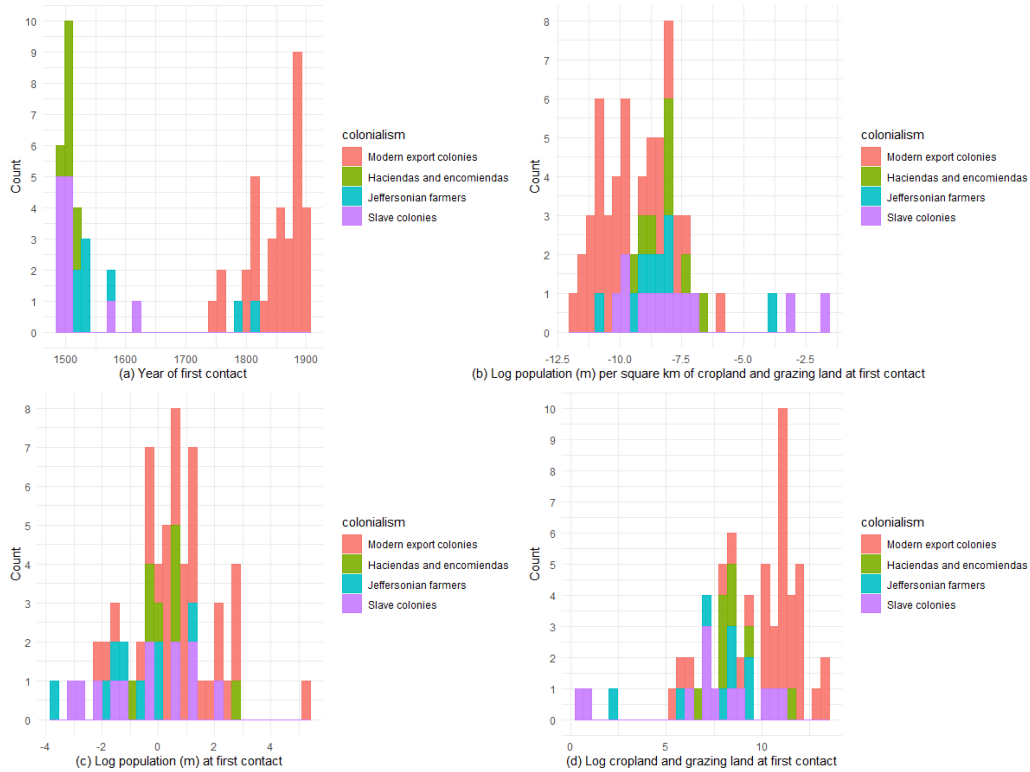 10
9
8
7
6
5
4
3
2
1
0
Count
1500 1600 1700 1800 1900
(a) Year of first contact
colonialism
Modern export colonies
Haciendas and encomiendas
Jeffersonian farmers
Slave colonies
8
7
6
5
4
3
2
1
0
Count
-12.5 -10.0 -7.5 -5.0 -2.5
(b) Log population (m) per square km of cropland and grazing land at first contact
colonialism
Modern export colonies
Haciendas and encomiendas
Jeffersonian farmers
Slave colonies
8
7
6
5
4
3
2
1
0
Count
-4 -2 0 2 4
(c) Log population (m) at first contact
colonialism
Modern export colonies
Haciendas and encomiendas
Jeffersonian farmers
Slave colonies
10
9
8
7
6
5
4
3
2
1
0
Count
0 5 10
(d) Log cropland and grazing land at first contact
colonialism
Modern export colonies
Haciendas and encomiendas
Jeffersonian farmers
Slave colonies